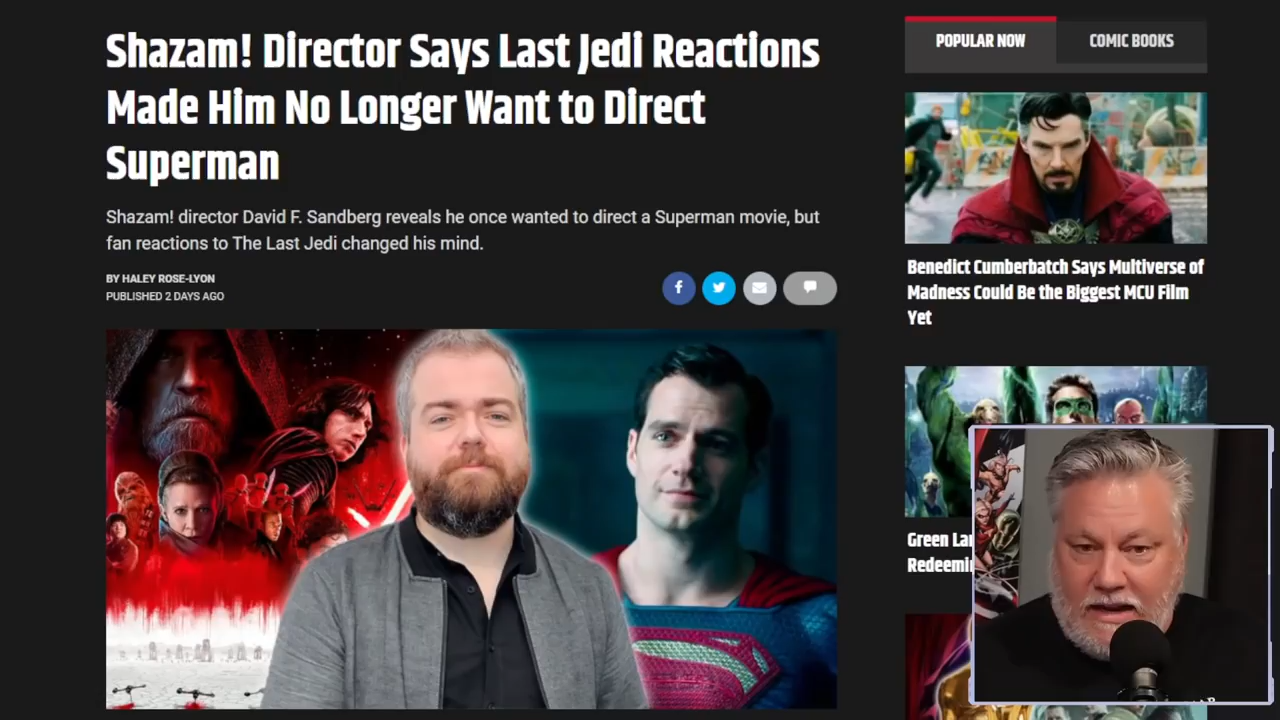 Shazam! Director Says Last Jedi Reactions
Made Him No Longer Want to Direct
Superman
Shazam! director David F. Sandberg reveals he once wanted to direct a Superman movie, but
fan reactions to The Last Jedi changed his mind.
BY HALEY ROSE-LYON
PUBLISHED 2 DAYS AGO
POPULAR NOW
COMIC BOOKS
Benedict Cumberbatch Says Multiverse of
Madness Could Be the Biggest MCU Film
Yet
Green